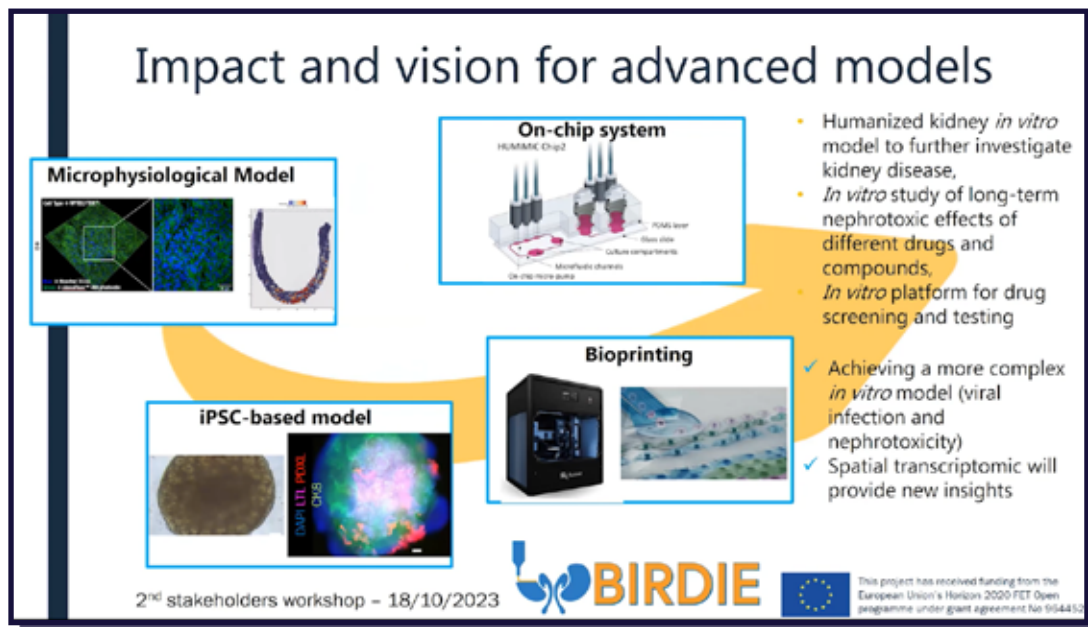 Impact and vision for advanced models
Microphysiological Model
On-chip system
HUMIMIC Chip2
PDMS layer
Glass slide
Culture compartments
Microfluidic channels
On-chip micro pump
iPSC-based model
DAPI LTL PDXL
CK8
Bioprinting
• Humanized kidney in vitro
model to further investigate
kidney disease,
• In vitro study of long-term
nephrotoxic effects of
different drugs and
compounds,
• In vitro platform for drug
screening and testing
✓ Achieving a more complex
in vitro model (viral
infection and
nephrotoxicity)
✓ Spatial transcriptomic will
provide new insights
2nd stakeholders workshop – 18/10/2023
BIRDIE
This project has received funding from the
European Union's Horizon 2020 FET Open
programme under grant agreement No 964452